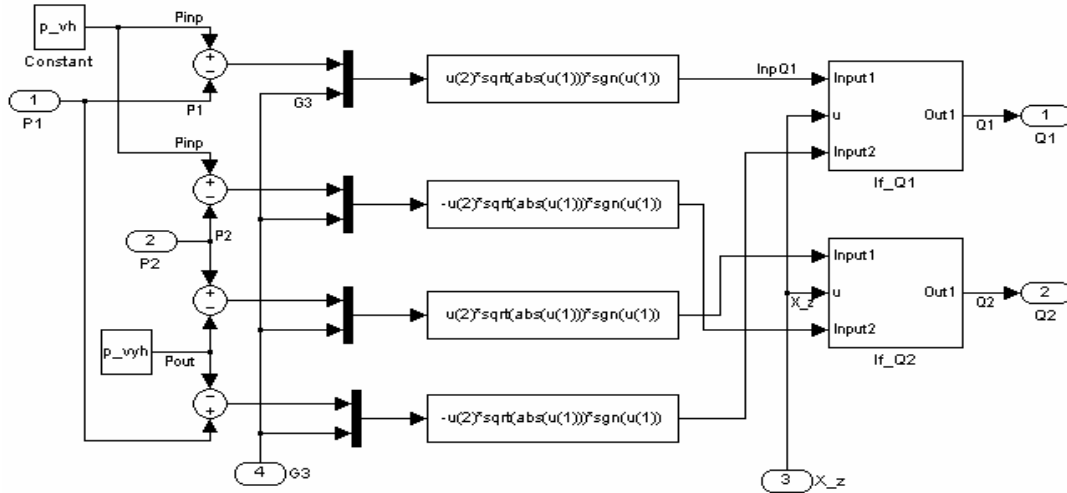 p_vh
Constant
Pinp
1
P1
P1
G3
u(2)*sqrt(abs(u(1)))*sgn(u(1))
InpQ1
Input1
u
Input2
Out1
If_Q1
Q1
1
Q1
Pinp
2
P2
P2
-u(2)*sqrt(abs(u(1)))*sgn(u(1))
u(2)*sqrt(abs(u(1)))*sgn(u(1))
Input1
u
Input2
Out1
If_Q2
X_z
Q2
2
Q2
p_vyh
Pout
-u(2)*sqrt(abs(u(1)))*sgn(u(1))
4
G3
3
X_z